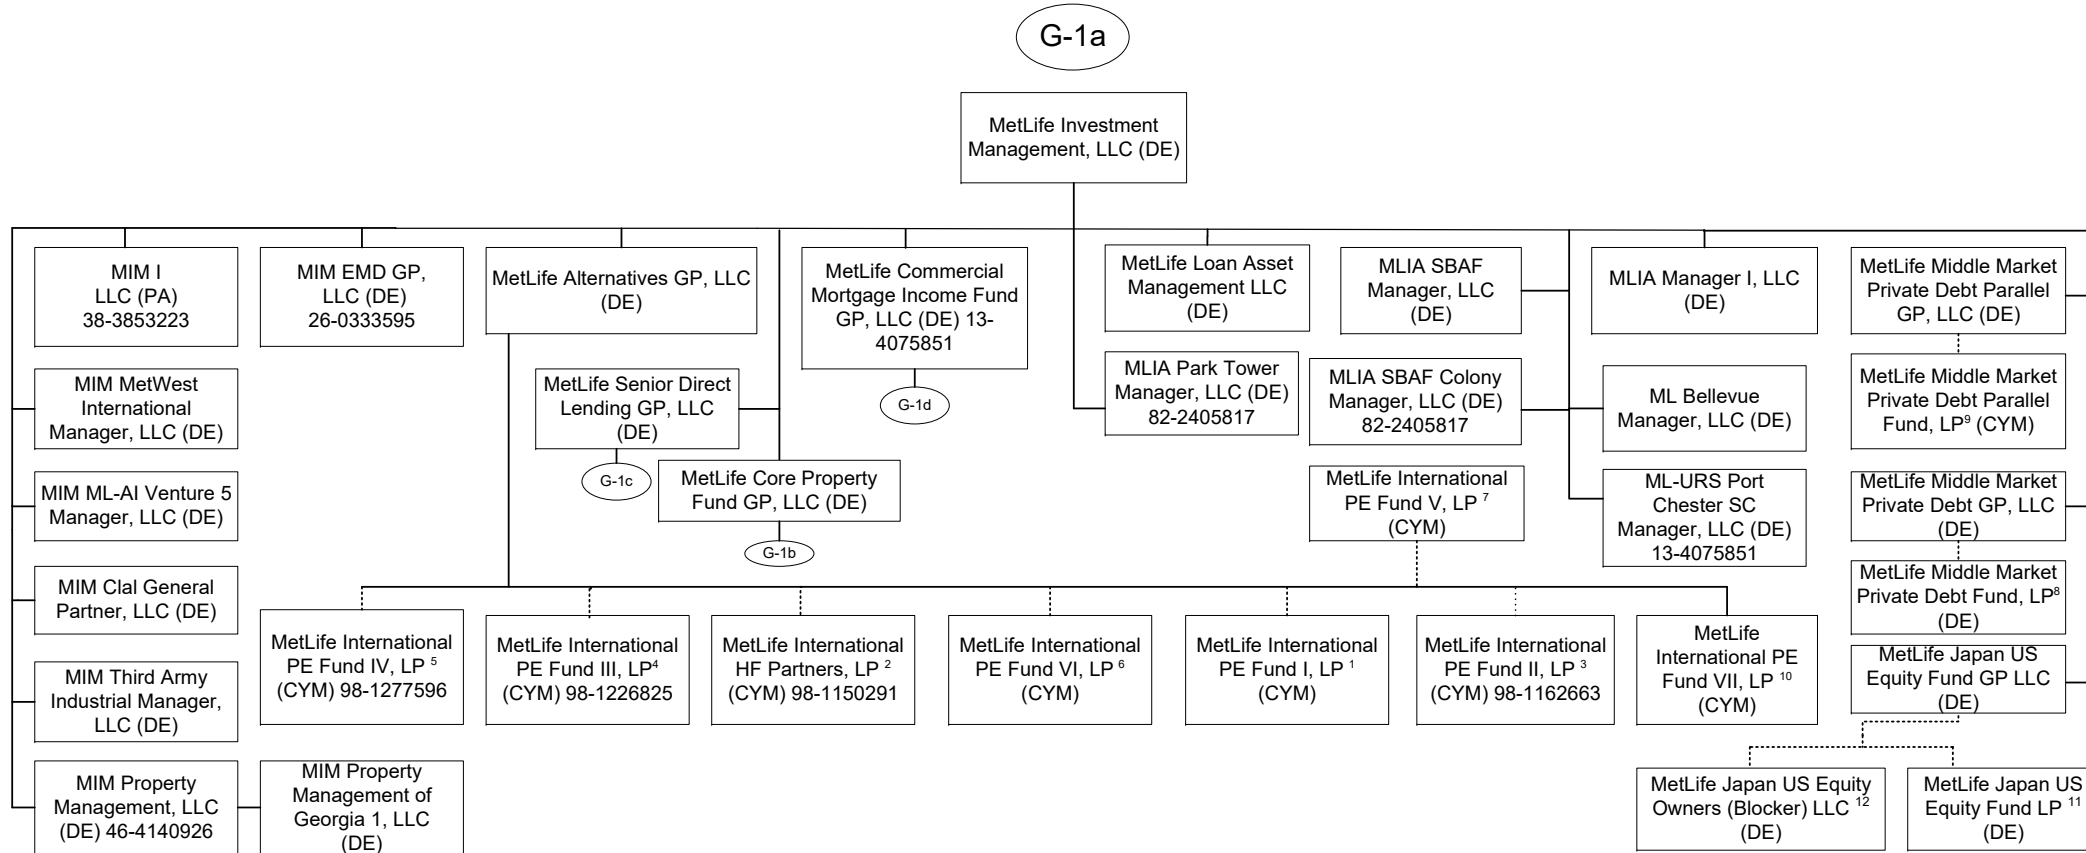 G-1a
MetLife Investment
Management, LLC (DE)
MIM I
LLC (PA)
38-3853223
MIM EMD GP,
LLC (DE)
26-0333595
MetLife Alternatives GP, LLC
(DE)
MetLife Commercial
Mortgage Income Fund
GP, LLC (DE) 13-
4075851
MetLife Loan Asset
Management LLC
(DE)
MLIA SBAF
Manager, LLC
(DE)
MLIA Manager I, LLC
(DE)
MetLife Middle Market
Private Debt Parallel
GP, LLC (DE)
MIM MetWest
International
Manager, LLC (DE)
MetLife Senior Direct
Lending GP, LLC
(DE)
G-1d
MLIA Park Tower
Manager, LLC (DE)
82-2405817
MLIA SBAF Colony
Manager, LLC (DE)
82-2405817
ML Bellevue
Manager, LLC (DE)
MetLife Middle Market
Private Debt Parallel
Fund, LP⁹ (CYM)
G-1c
MIM ML-AI Venture 5
Manager, LLC (DE)
MetLife Core Property
Fund GP, LLC (DE)
G-1b
MetLife International
PE Fund V, LP ⁷
(CYM)
ML-URS Port
Chester SC
Manager, LLC (DE)
13-4075851
MetLife Middle Market
Private Debt GP, LLC
(DE)
MIM Clal General
Partner, LLC (DE)
MetLife Middle Market
Private Debt Fund, LP⁸
(DE)
MetLife International
PE Fund IV, LP ⁵
(CYM) 98-1277596
MetLife International
PE Fund III, LP⁴
(CYM) 98-1226825
MetLife International
HF Partners, LP ²
(CYM) 98-1150291
MetLife International
PE Fund VI, LP ⁶
(CYM)
MetLife International
PE Fund I, LP ¹
(CYM)
MetLife International
PE Fund II, LP ³
(CYM) 98-1162663
MetLife
International PE
Fund VII, LP ¹⁰
(CYM)
MetLife Japan US
Equity Fund GP LLC
(DE)
MIM Third Army
Industrial Manager,
LLC (DE)
MIM Property
Management, LLC
(DE) 46-4140926
MIM Property
Management of
Georgia 1, LLC
(DE)
MetLife Japan US Equity
Owners (Blocker) LLC ¹²
(DE)
MetLife Japan US
Equity Fund LP ¹¹
(DE)